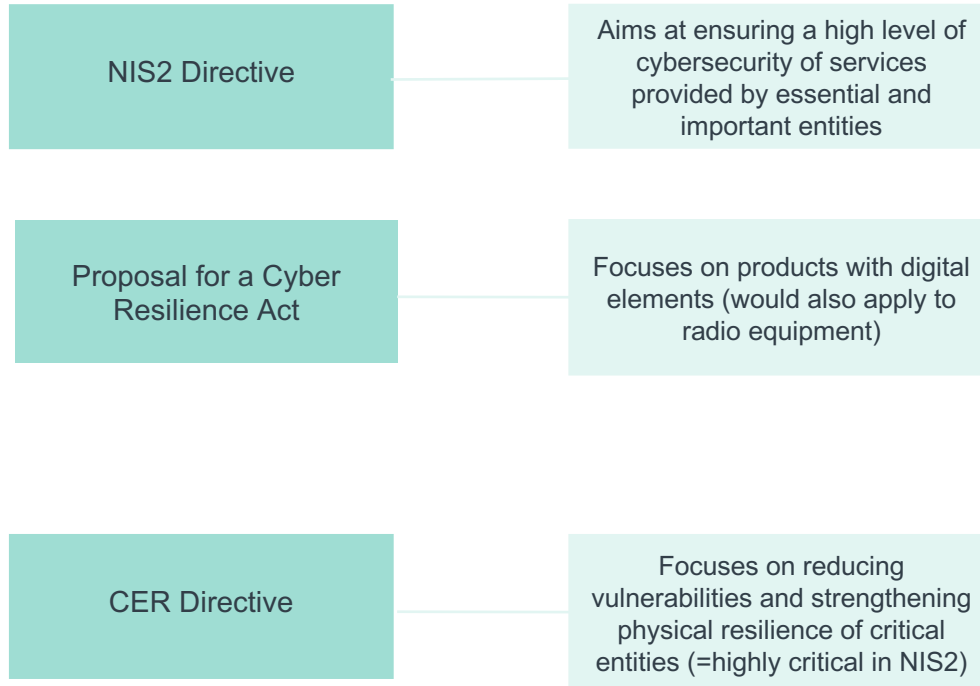 NIS2 Directive
Aims at ensuring a high level of
cybersecurity of services
provided by essential and
important entities
Proposal for a Cyber
Resilience Act
Focuses on products with digital
elements (would also apply to
radio equipment)
CER Directive
Focuses on reducing
vulnerabilities and strengthening
physical resilience of critical
entities (=highly critical in NIS2)